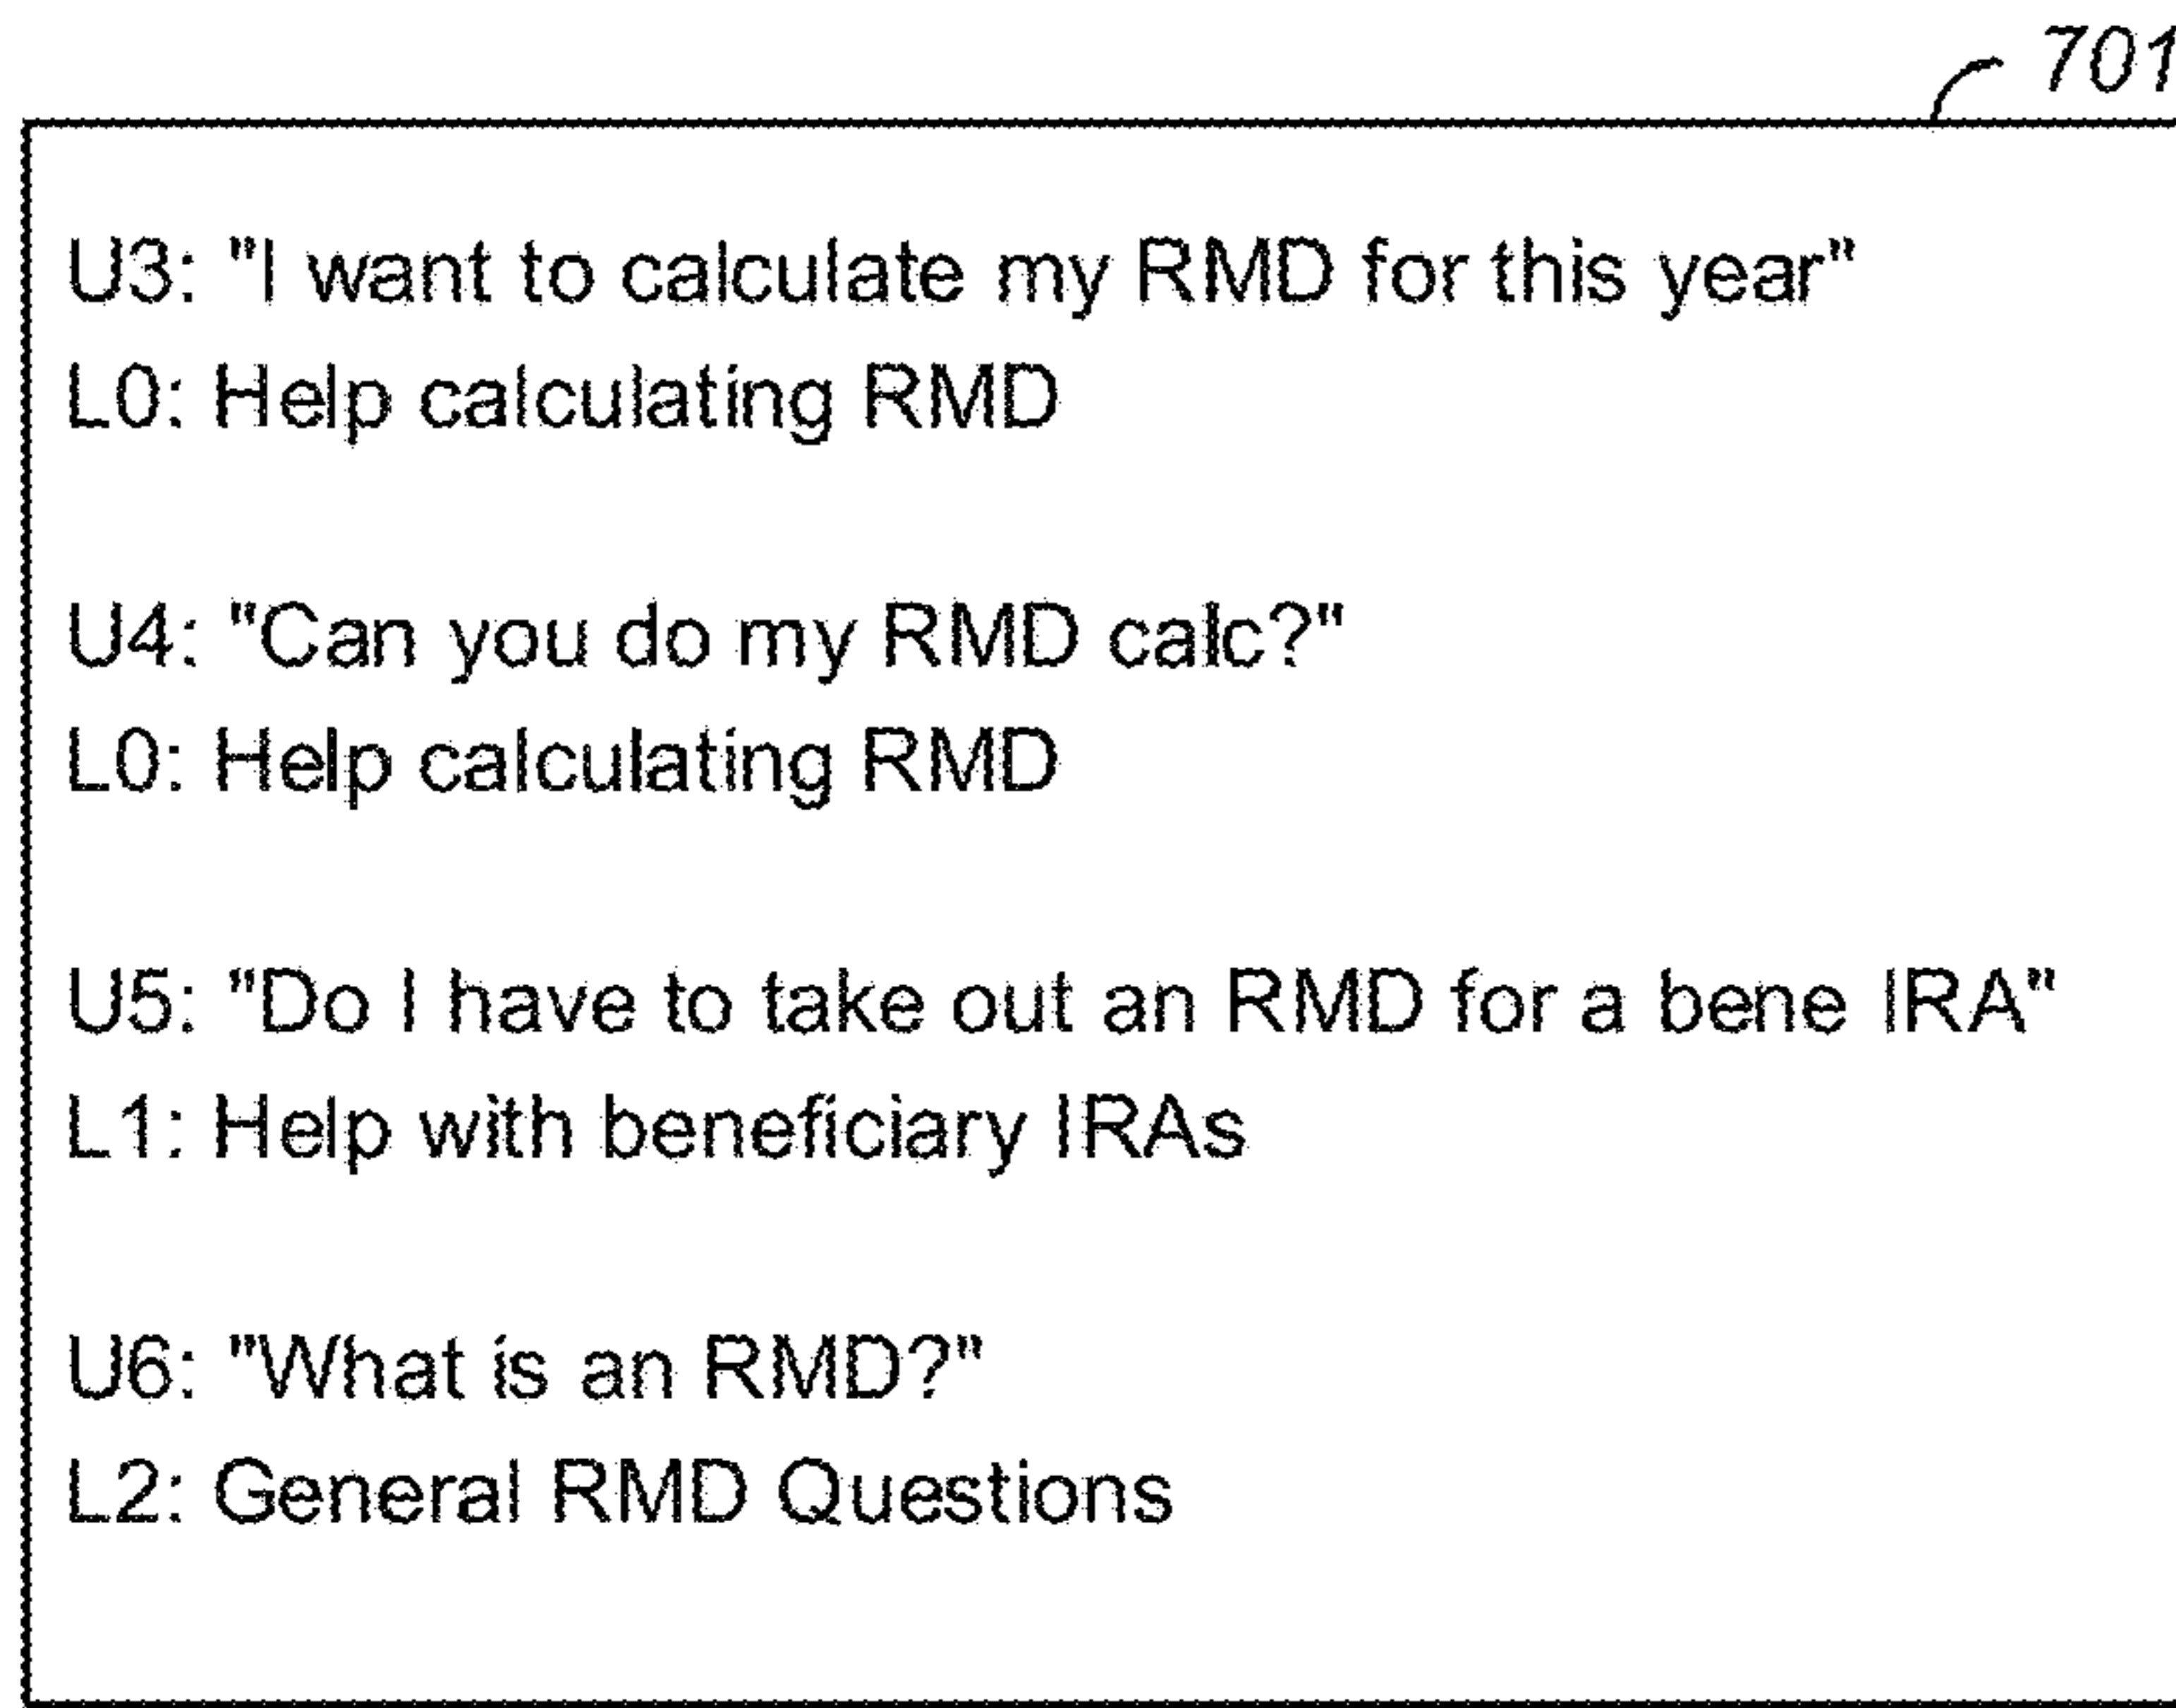 701
U3: "I want to calculate my RMD for this year"
L0: Help calculating RMD
U4: "Can you do my RMD calc?"
L0: Help calculating RMD
U5: "Do I have to take out an RMD for a bene IRA"
L1: Help with beneficiary IRAs
U6: "What is an RMD?"
L2: General RMD Questions